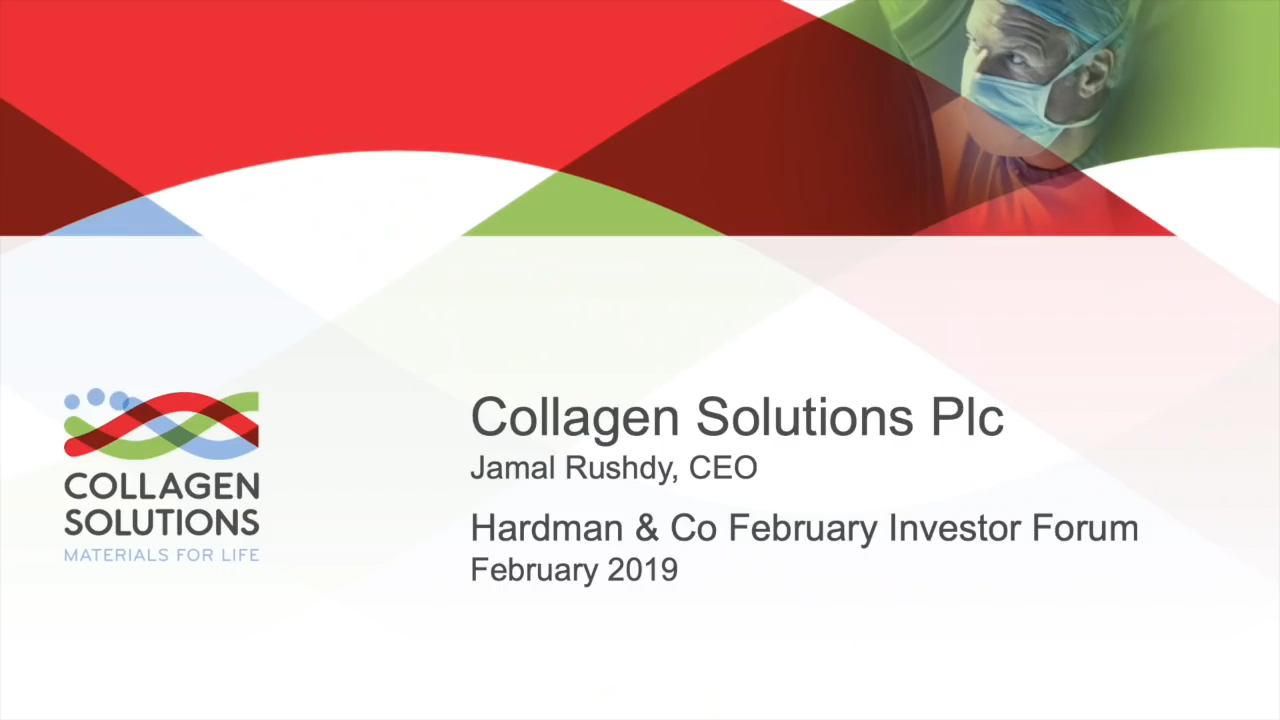 COLLAGEN
SOLUTIONS
MATERIALS FOR LIFE
Collagen Solutions Plc
Jamal Rushdy, CEO
Hardman & Co February Investor Forum
February 2019